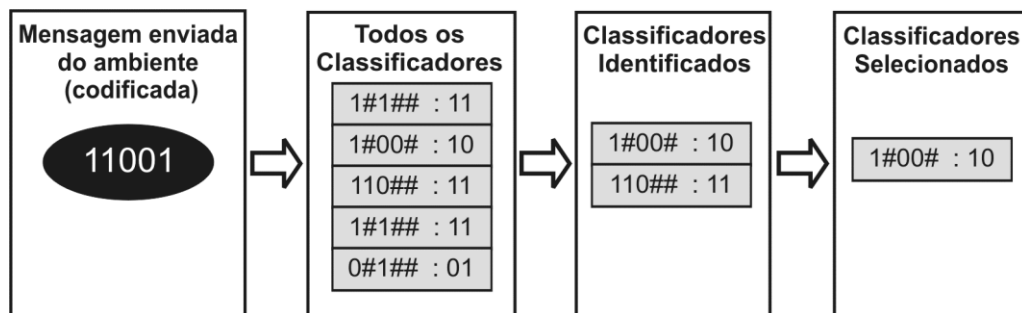 Mensagem enviada
do ambiente
(codificada)
11001
Todos os
Classificadores
1#1## : 11
1#00# : 10
110## : 11
1#1## : 11
0#1## : 01
Classificadores
Identificados
1#00# : 10
110## : 11
Classificadores
Selecionados
1#00# : 10